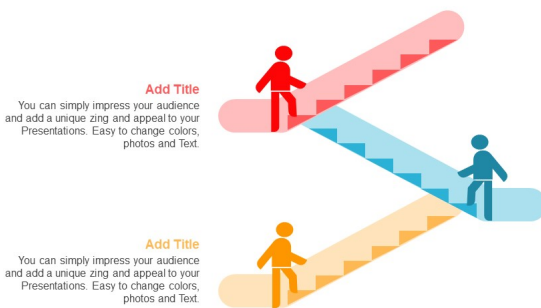 Add Title
You can simply impress your audience
and add a unique zing and appeal to your
Presentations. Easy to change colors,
photos and Text.
Add Title
You can simply impress your audience
and add a unique zing and appeal to your
Presentations. Easy to change colors,
photos and Text.